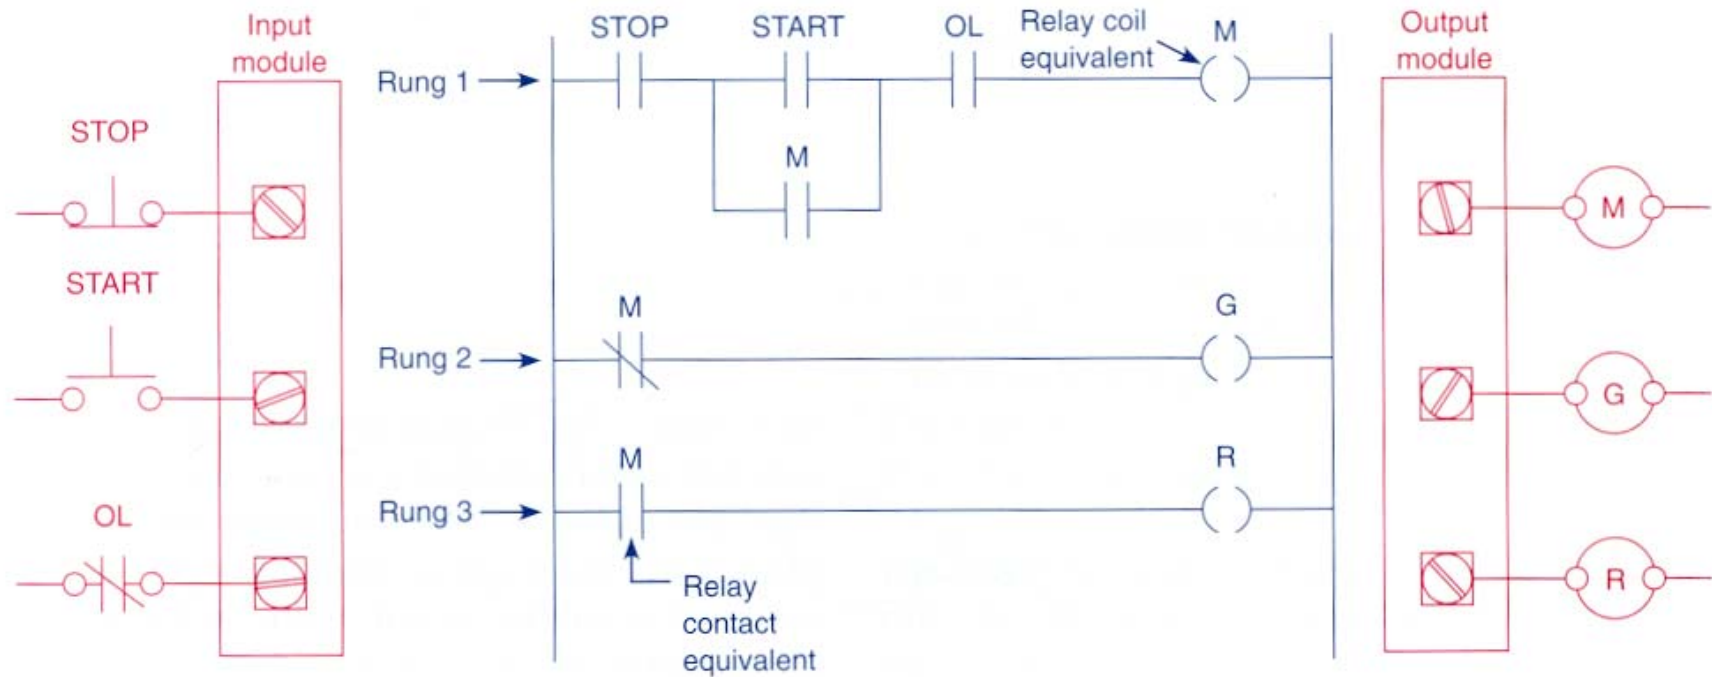 Input
module
STOP
START
OL
Rung 1
STOP
START
OL
Relay coil
equivalent
M
M
Rung 2
M
G
Rung 3
M
R
Relay
contact
equivalent
Output
module
M
G
R